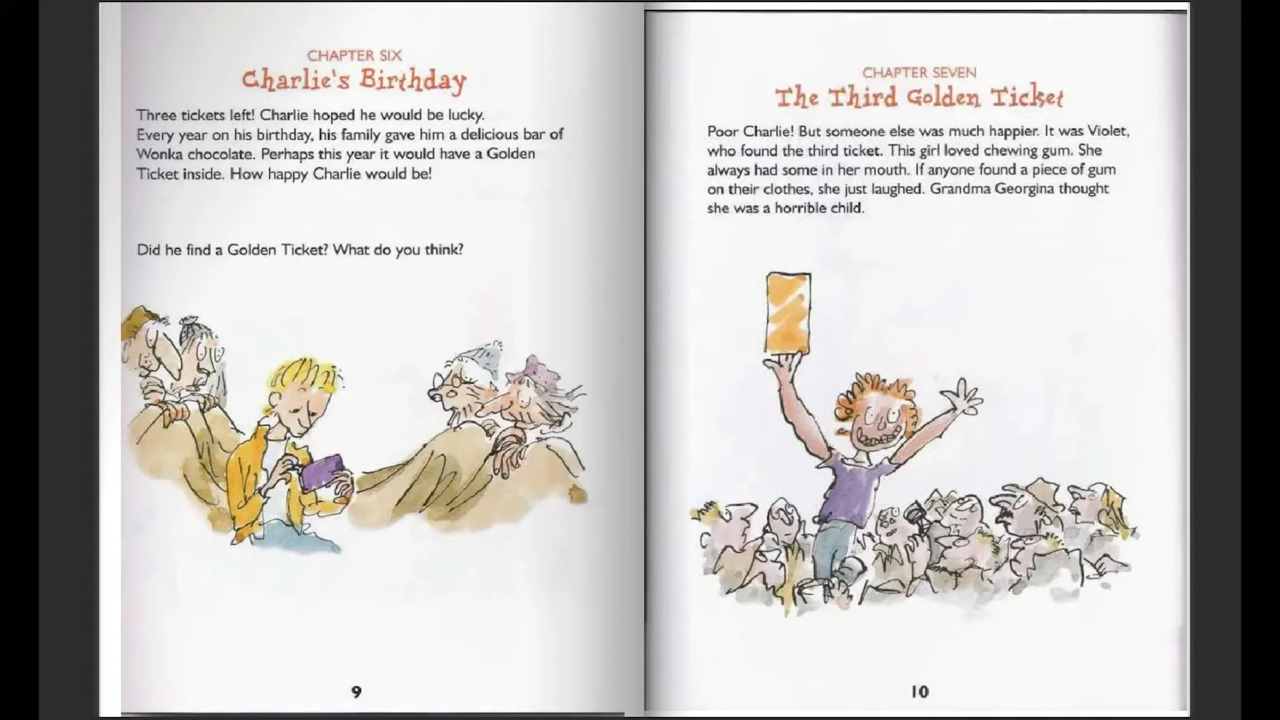 CHAPTER SIX
Charlie's Birthday
Three tickets left! Charlie hoped he would be lucky.
Every year on his birthday, his family gave him a delicious bar of
Wonka chocolate. Perhaps this year it would have a Golden
Ticket inside. How happy Charlie would be!
Did he find a Golden Ticket? What do you think?
9
CHAPTER SEVEN
The Third Golden Ticket
Poor Charlie! But someone else was much happier. It was Violet,
who found the third ticket. This girl loved chewing gum. She
always had some in her mouth. If anyone found a piece of gum
on their clothes, she just laughed. Grandma Georgina thought
she was a horrible child.
10